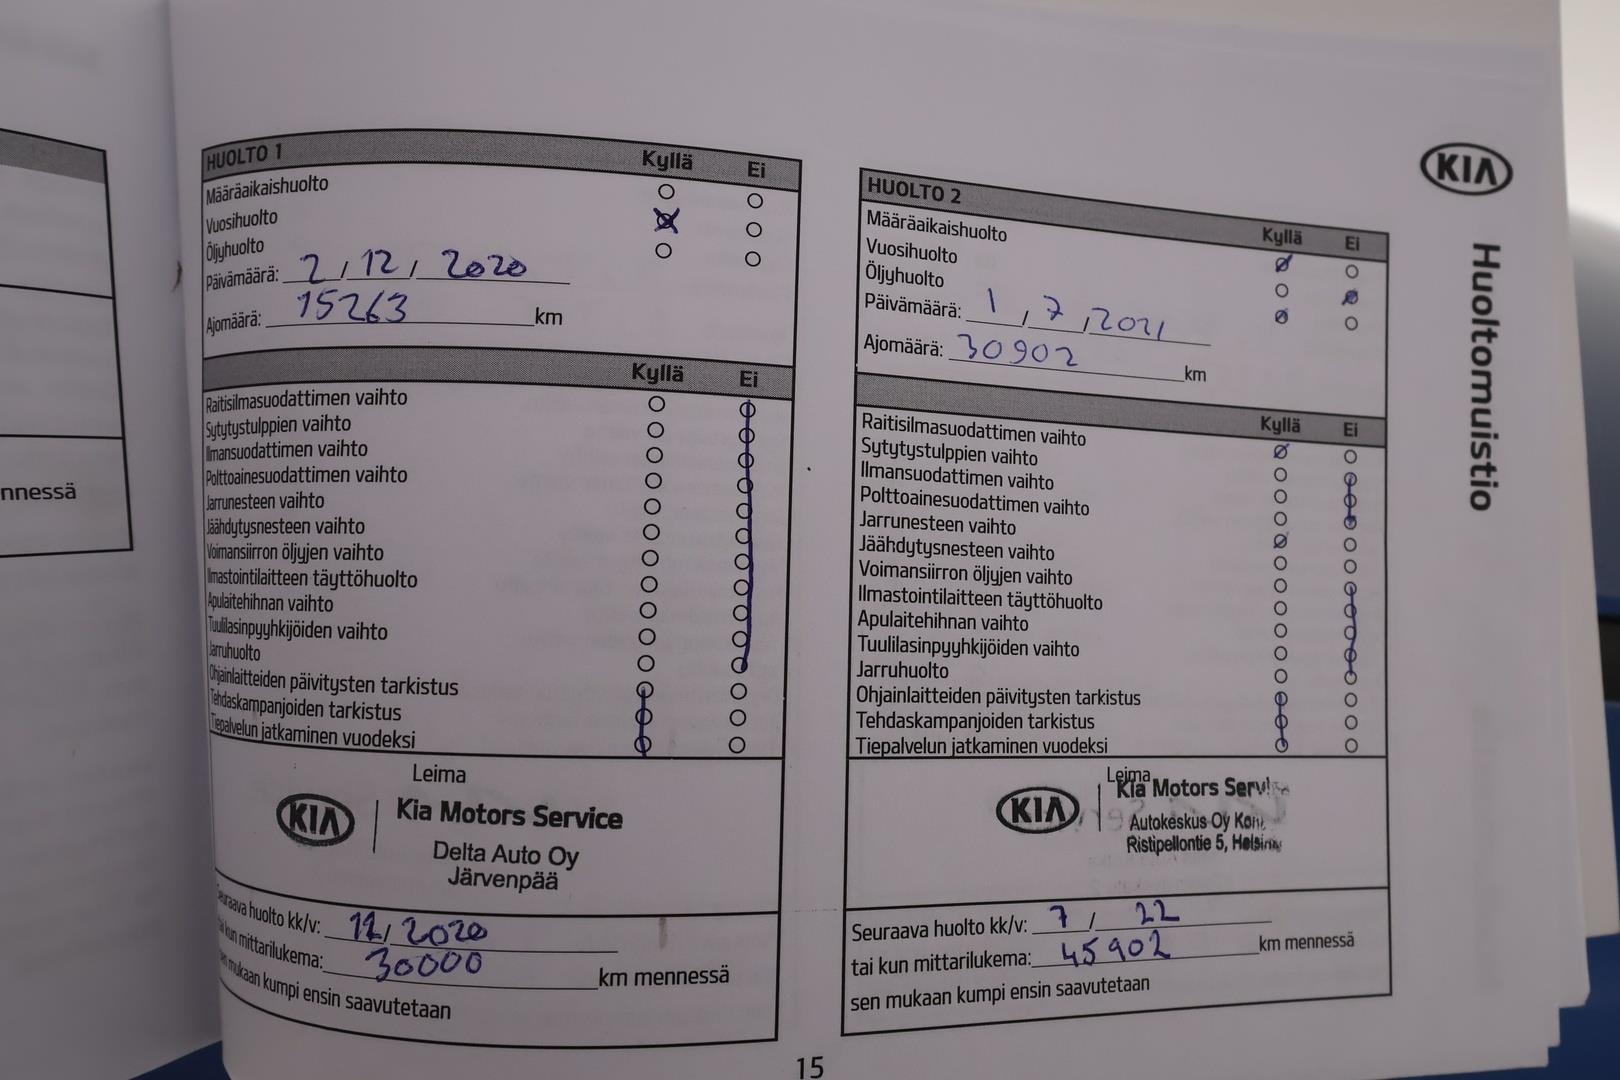 nnessä
HUOLTO 1 Kyllä Ei
Määräaikaishuolto
Vuosihuolto
Öljyhuolto
Päivämäärä: 2 / 12 / 2020
Ajomäärä: 15263 km
Kyllä Ei
Raitisilmasuodattimen vaihto
Sytytystulppien vaihto
Ilmansuodattimen vaihto
Polttoainesuodattimen vaihto
Jarrunesteen vaihto
Jäähdytysnesteen vaihto
Voimansiirron öljyjen vaihto
Ilmastointilaitteen täyttöhuolto
Apulaitehihnan vaihto
Tuulilasinpyyhkijöiden vaihto
Jarruhuolto
Ohjainlaitteiden päivitysten tarkistus
Tehdaskampanjoiden tarkistus
Tiepalvelun jatkaminen vuodeksi
Leima
KIA Kia Motors Service
Delta Auto Oy
Järvenpää
Seuraava huolto kk/v: 12 / 2020
tai kun mittarilukema: 30000 km mennessä
sen mukaan kumpi ensin saavutetaan
HUOLTO 2 Kyllä Ei
Määräaikaishuolto
Vuosihuolto
Öljyhuolto
Päivämäärä: 1 / 7 / 2021
Ajomäärä: 30902 km
Kyllä Ei
Raitisilmasuodattimen vaihto
Sytytystulppien vaihto
Ilmansuodattimen vaihto
Polttoainesuodattimen vaihto
Jarrunesteen vaihto
Jäähdytysnesteen vaihto
Voimansiirron öljyjen vaihto
Ilmastointilaitteen täyttöhuolto
Apulaitehihnan vaihto
Tuulilasinpyyhkijöiden vaihto
Jarruhuolto
Ohjainlaitteiden päivitysten tarkistus
Tehdaskampanjoiden tarkistus
Tiepalvelun jatkaminen vuodeksi
Leima
KIA Kia Motors Service
Autokeskus Oy
Ristipellontie 5,
Seuraava huolto kk/v: 7 / 22
tai kun mittarilukema: 45902 km mennessä
sen mukaan kumpi ensin saavutetaan
KIA
Huoltomuistio
15